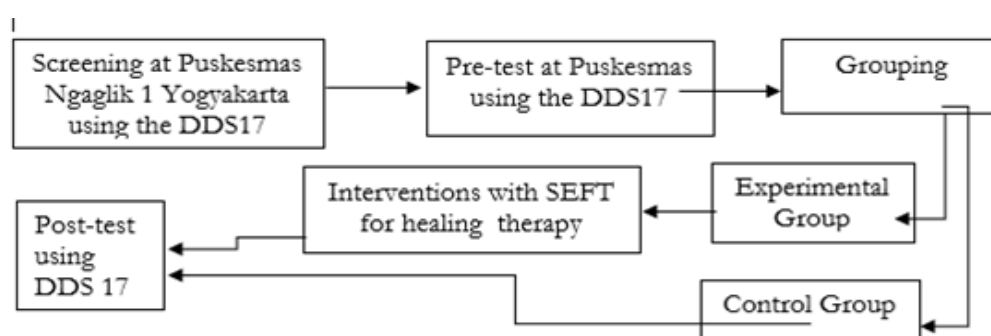 Screening at Puskesmas
Ngaglik 1 Yogyakarta
using the DDS17
Pre-test at Puskesmas
using the DDS17
Grouping
Experimental
Group
Interventions with SEFT
for healing therapy
Post-test
using
DDS 17
Control Group